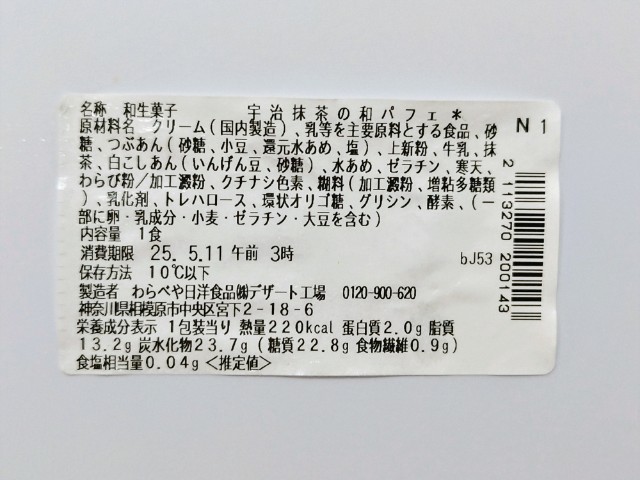 名称 和生菓子 宇治抹茶の和パフェ*
原材料名 クリーム(国内製造)、乳等を主要原料とする食品、砂
糖、つぶあん(砂糖、小豆、還元水あめ、塩)、上新粉、牛乳、抹
茶、白こしあん(いんげん豆、砂糖)、水あめ、ゼラチン、寒天、
わらび粉/加工澱粉、クチナシ色素、糊料(加工澱粉、増粘多糖類
)、乳化剤、トレハロース、環状オリゴ糖、グリシン、酵素、(一
部に卵・乳成分・小麦・ゼラチン・大豆を含む)
内容量 1食
消費期限 25. 5.11 午前 3時
保存方法 10℃以下
製造者 わらべや日洋食品㈱デザート工場 0120-900-620
神奈川県相模原市中央区宮下2-18-6
栄養成分表示 1包装当り 熱量220kcal 蛋白質2.0g 脂質
13.2g 炭水化物23.7g(糖質22.8g 食物繊維0.9g)
食塩相当量0.04g<推定値>
N 1
bJ53
2 113270 200143